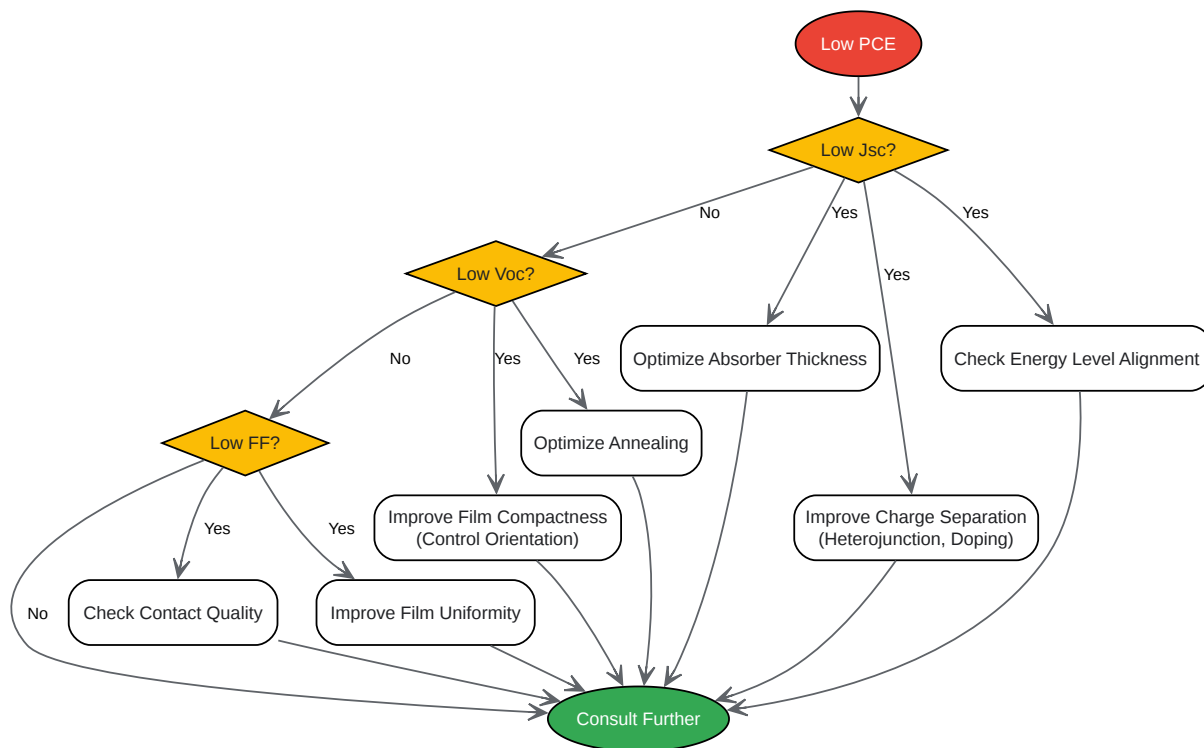 Low PCE
Low Jsc?
No
Yes
Yes
Yes
Low Voc?
Optimize Absorber Thickness
Check Energy Level Alignment
No
Yes
Yes
Low FF?
Optimize Annealing
Improve Film Compactness
(Control Orientation)
Improve Charge Separation
(Heterojunction, Doping)
Yes
Yes
No
Check Contact Quality
Improve Film Uniformity
Consult Further